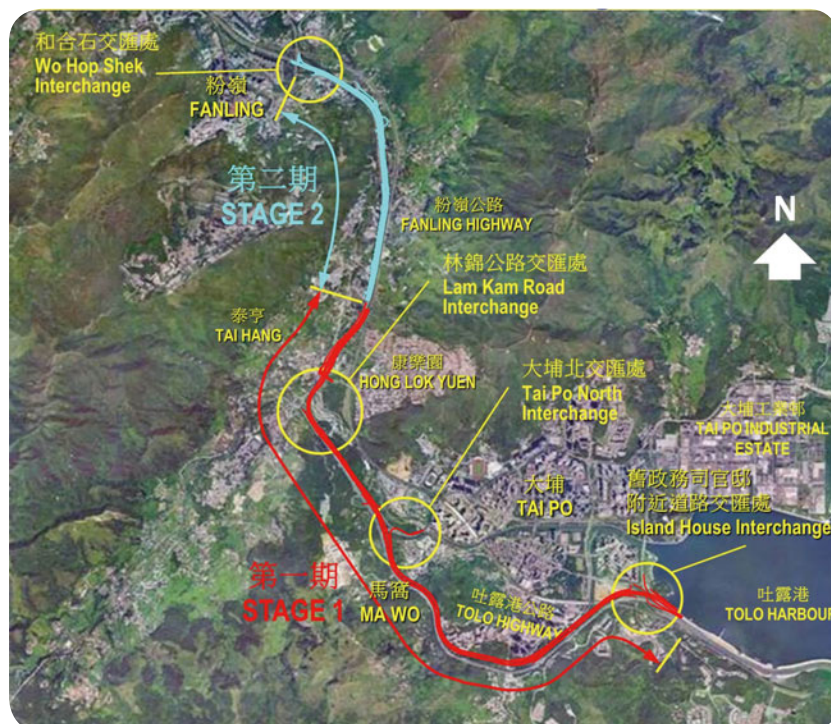 和合石交匯處
Wo Hop Shek
Interchange
粉嶺
FANLING
第二期
STAGE 2
粉嶺公路
FANLING HIGHWAY
N
林錦公路交匯處
Lam Kam Road
Interchange
泰亨
TAI HANG
康樂園
HONG LOK YUEN
大埔北交匯處
Tai Po North
Interchange
大埔工業邨
TAI PO INDUSTRIAL
ESTATE
大埔
TAI PO
舊政務司官邸
附近道路交匯處
Island House Interchange
第一期
STAGE 1
馬窩
MA WO
吐露港公路
TOLO HIGHWAY
吐露港
TOLO HARBOUR